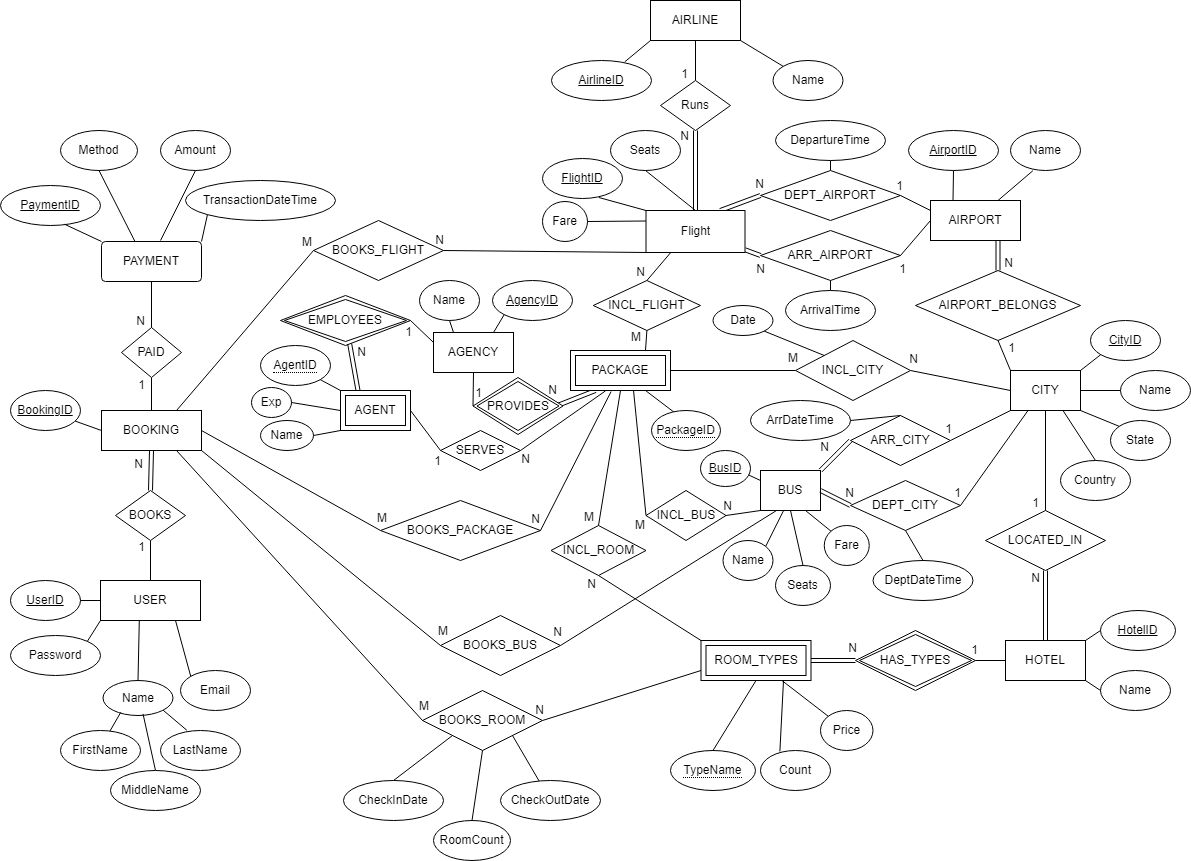 AIRLINE
AirlineID
Name
1
Runs
N
Method
Amount
PaymentID
TransactionDateTime
PAYMENT
Seats
FlightID
Fare
Flight
DepartureTime
N
DEPT_AIRPORT
1
AirportID
Name
AIRPORT
ARR_AIRPORT
N
1
ArrivalTime
N
AIRPORT_BELONGS
1
M
BOOKS_FLIGHT
N
N
INCL_FLIGHT
M
EMPLOYEES
1
N
Name
AgencyID
AGENCY
1
PROVIDES
N
PACKAGE
PackageID
Date
M
INCL_CITY
N
CityID
CITY
Name
State
Country
N
PAID
1
AgentID
Exp
Name
AGENT
1
SERVES
N
BookingID
BOOKING
N
BOOKS
1
M
BOOKS_PACKAGE
N
M
INCL_ROOM
N
M
INCL_BUS
N
ArrDateTime
N
ARR_CITY
1
BusID
BUS
N
DEPT_CITY
1
DeptDateTime
Name
Seats
Fare
1
LOCATED_IN
N
UserID
USER
Password
Name
Email
FirstName
LastName
MiddleName
M
BOOKS_BUS
N
M
BOOKS_ROOM
N
CheckInDate
RoomCount
CheckOutDate
ROOM_TYPES
N
HAS_TYPES
1
HOTEL
HotelID
Name
Price
TypeName
Count